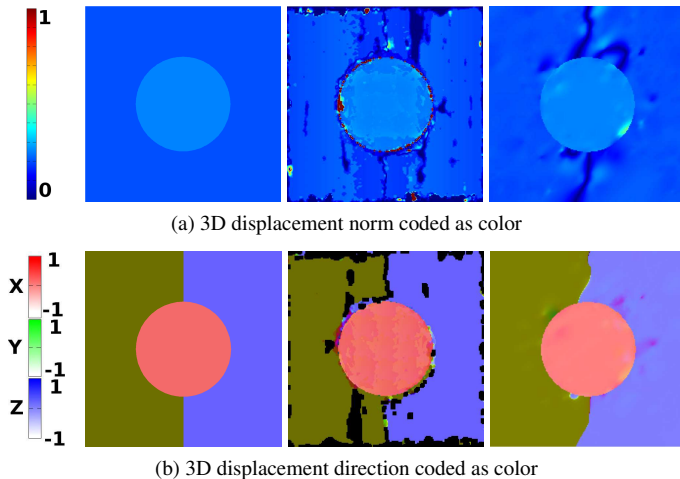 1
0
(a) 3D displacement norm coded as color
X
1
-1
Y
1
-1
Z
1
-1
(b) 3D displacement direction coded as color